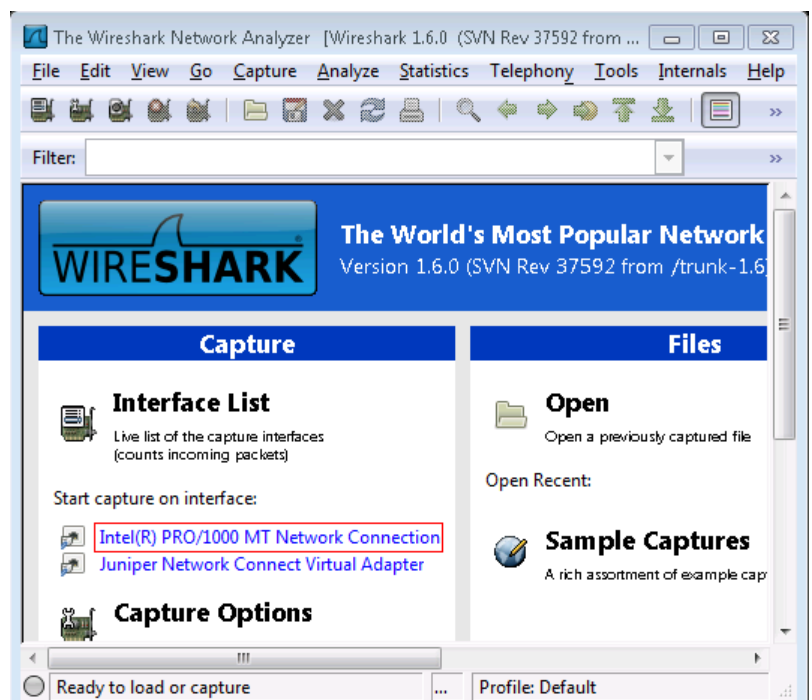 The Wireshark Network Analyzer [Wireshark 1.6.0 (SVN Rev 37592 from ...
File Edit View Go Capture Analyze Statistics Telephony Tools Internals Help
»
Filter: »
WIRESHARK
The World's Most Popular Network
Version 1.6.0 (SVN Rev 37592 from /trunk-1.6)
Capture
Interface List
Live list of the capture interfaces
(counts incoming packets)
Start capture on interface:
Intel(R) PRO/1000 MT Network Connection
Juniper Network Connect Virtual Adapter
Capture Options
Files
Open
Open a previously captured file
Open Recent:
Sample Captures
A rich assortment of example cap
Ready to load or capture ... Profile: Default